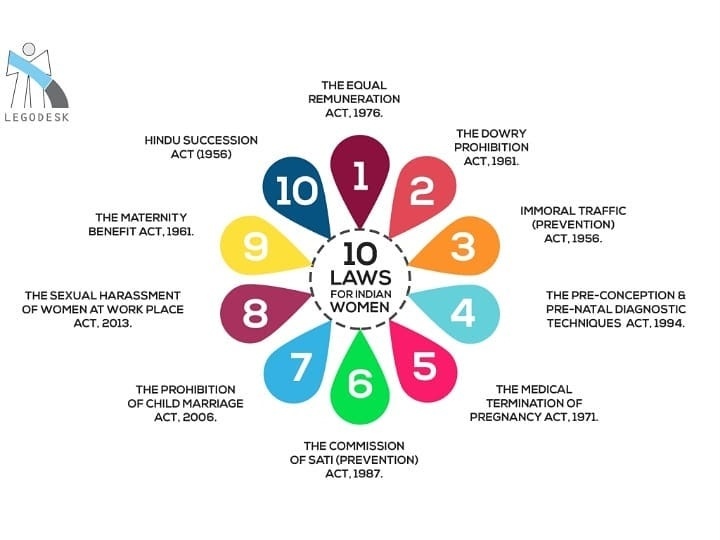 LEGODESK
10
LAWS
FOR INDIAN
WOMEN
1
THE EQUAL
REMUNERATION
ACT, 1976.
2
THE DOWRY
PROHIBITION
ACT, 1961.
3
IMMORAL TRAFFIC
(PREVENTION)
ACT, 1956.
4
THE PRE-CONCEPTION &
PRE-NATAL DIAGNOSTIC
TECHNIQUES ACT, 1994.
5
THE MEDICAL
TERMINATION OF
PREGNANCY ACT, 1971.
6
THE COMMISSION
OF SATI (PREVENTION)
ACT, 1987.
7
THE PROHIBITION
OF CHILD MARRIAGE
ACT, 2006.
8
THE SEXUAL HARASSMENT
OF WOMEN AT WORK PLACE
ACT, 2013.
9
THE MATERNITY
BENEFIT ACT, 1961.
10
HINDU SUCCESSION
ACT (1956)